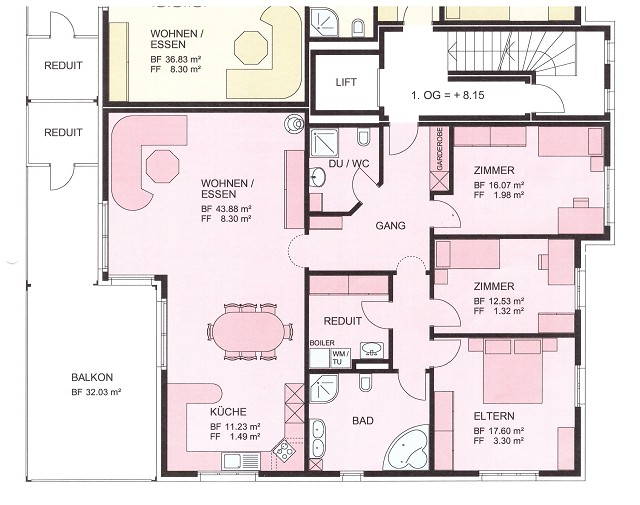 WOHNEN /
ESSEN
BF 36.83 m²
FF 8.30 m²
REDUIT
LIFT
1. OG = + 8.15
REDUIT
DU / WC
GARDEROBE
ZIMMER
BF 16.07 m²
FF 1.98 m²
WOHNEN /
ESSEN
BF 43.88 m²
FF 8.30 m²
GANG
ZIMMER
BF 12.53 m²
FF 1.32 m²
REDUIT
BOILER
WM /
TU
BALKON
BF 32.03 m²
KÜCHE
BF 11.23 m²
FF 1.49 m²
BAD
ELTERN
BF 17.60 m²
FF 3.30 m²